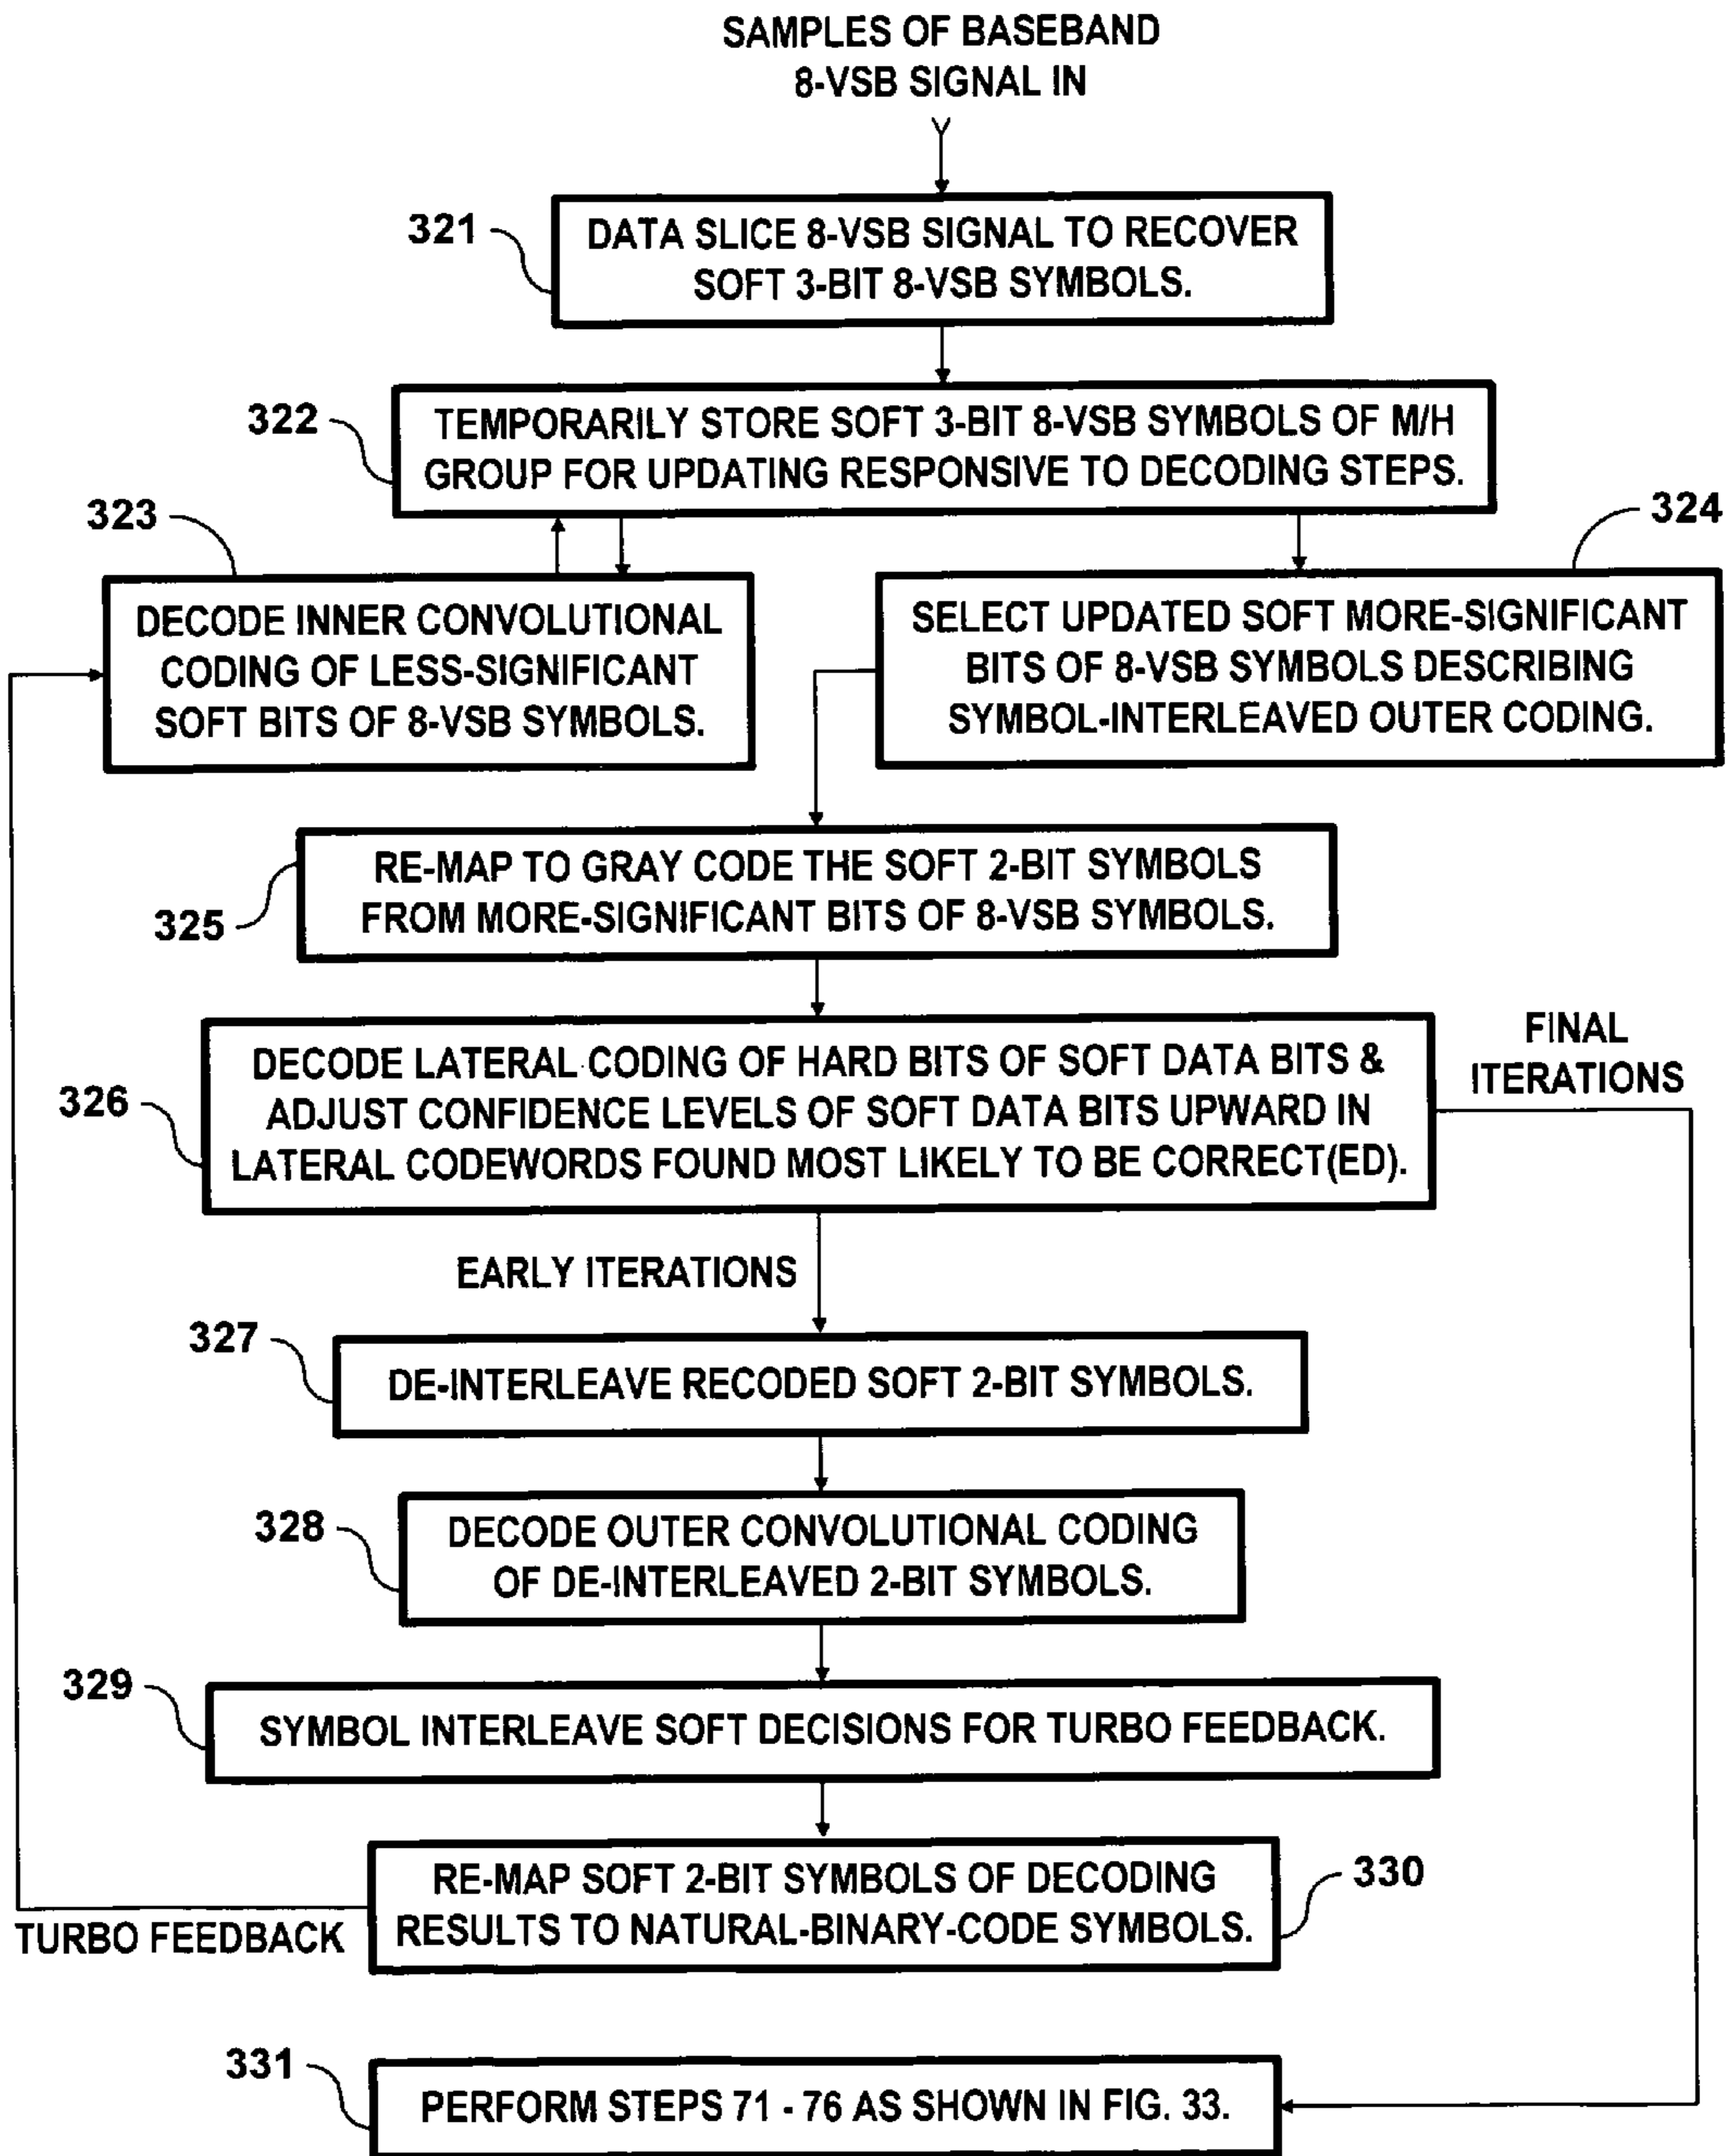 SAMPLES OF BASEBAND
8-VSB SIGNAL IN
321
DATA SLICE 8-VSB SIGNAL TO RECOVER
SOFT 3-BIT 8-VSB SYMBOLS.
322
TEMPORARILY STORE SOFT 3-BIT 8-VSB SYMBOLS OF M/H
GROUP FOR UPDATING RESPONSIVE TO DECODING STEPS.
323
DECODE INNER CONVOLUTIONAL
CODING OF LESS-SIGNIFICANT
SOFT BITS OF 8-VSB SYMBOLS.
324
SELECT UPDATED SOFT MORE-SIGNIFICANT
BITS OF 8-VSB SYMBOLS DESCRIBING
SYMBOL-INTERLEAVED OUTER CODING.
325
RE-MAP TO GRAY CODE THE SOFT 2-BIT SYMBOLS
FROM MORE-SIGNIFICANT BITS OF 8-VSB SYMBOLS.
326
DECODE LATERAL CODING OF HARD BITS OF SOFT DATA BITS &
ADJUST CONFIDENCE LEVELS OF SOFT DATA BITS UPWARD IN
LATERAL CODEWORDS FOUND MOST LIKELY TO BE CORRECT(ED).
FINAL
ITERATIONS
EARLY ITERATIONS
327
DE-INTERLEAVE RECODED SOFT 2-BIT SYMBOLS.
328
DECODE OUTER CONVOLUTIONAL CODING
OF DE-INTERLEAVED 2-BIT SYMBOLS.
329
SYMBOL INTERLEAVE SOFT DECISIONS FOR TURBO FEEDBACK.
330
RE-MAP SOFT 2-BIT SYMBOLS OF DECODING
RESULTS TO NATURAL-BINARY-CODE SYMBOLS.
TURBO FEEDBACK
331
PERFORM STEPS 71 - 76 AS SHOWN IN FIG. 33.